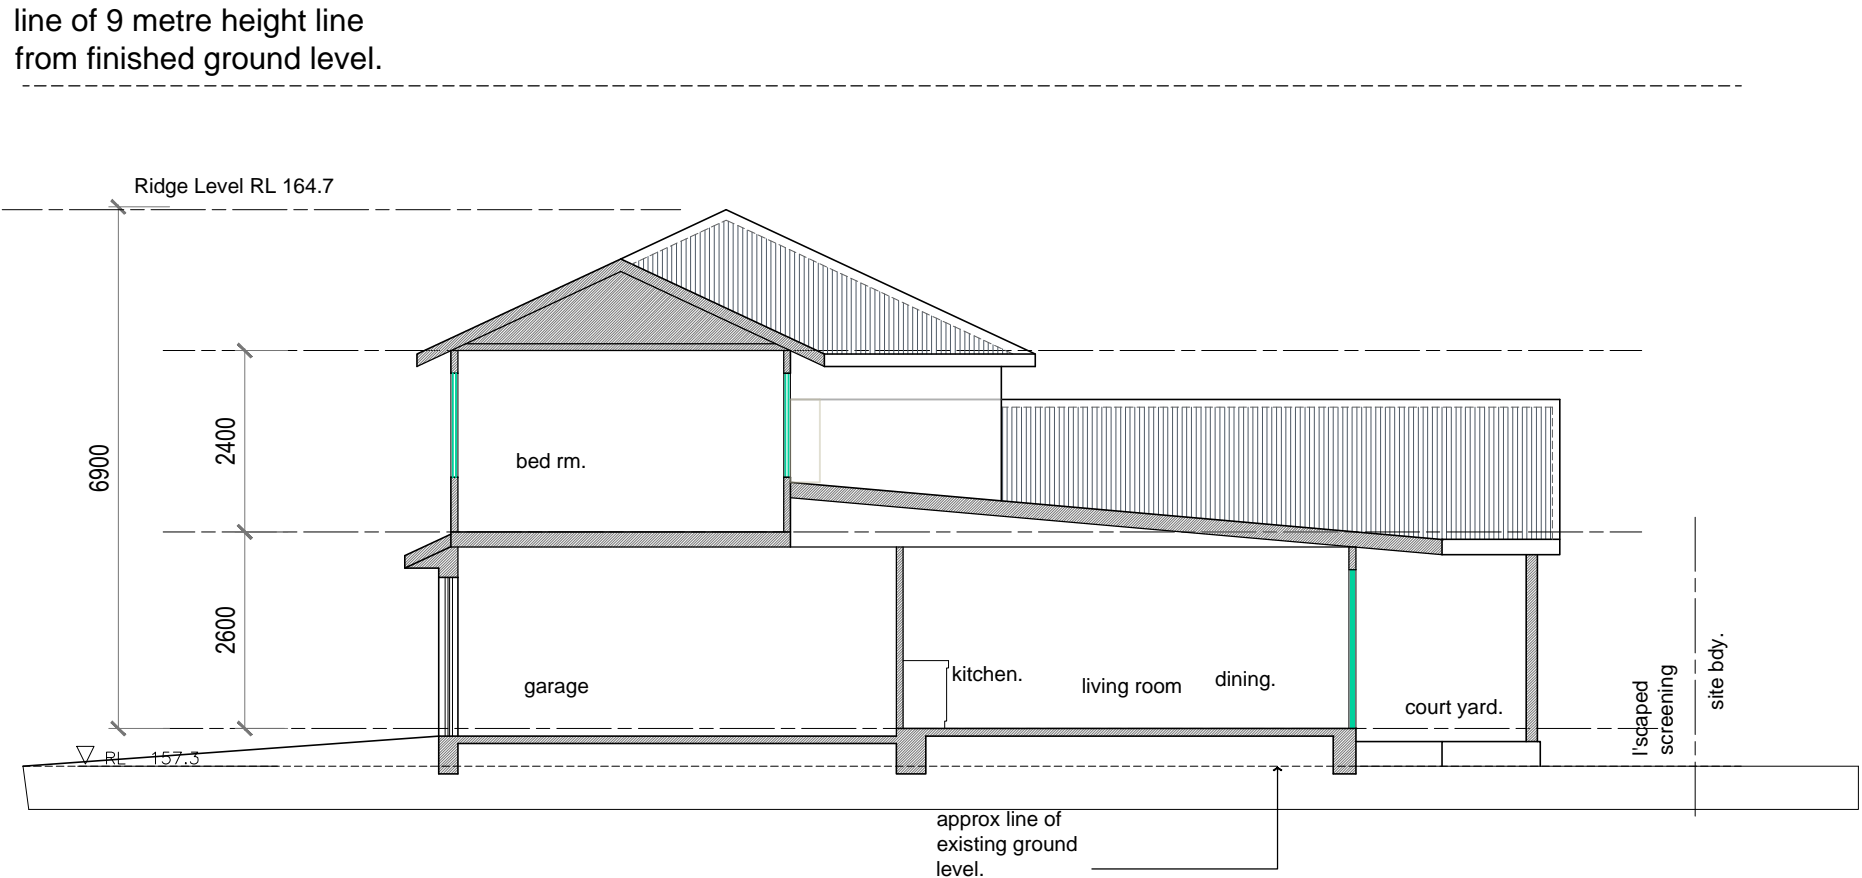 line of 9 metre height line
from finished ground level.
Ridge Level RL 164.7
6900
2400
2600
bed rm.
garage
kitchen.
living room
dining.
court yard.
l'scaped
screening
site bdy.
RL 157.3
approx line of
existing ground
level.